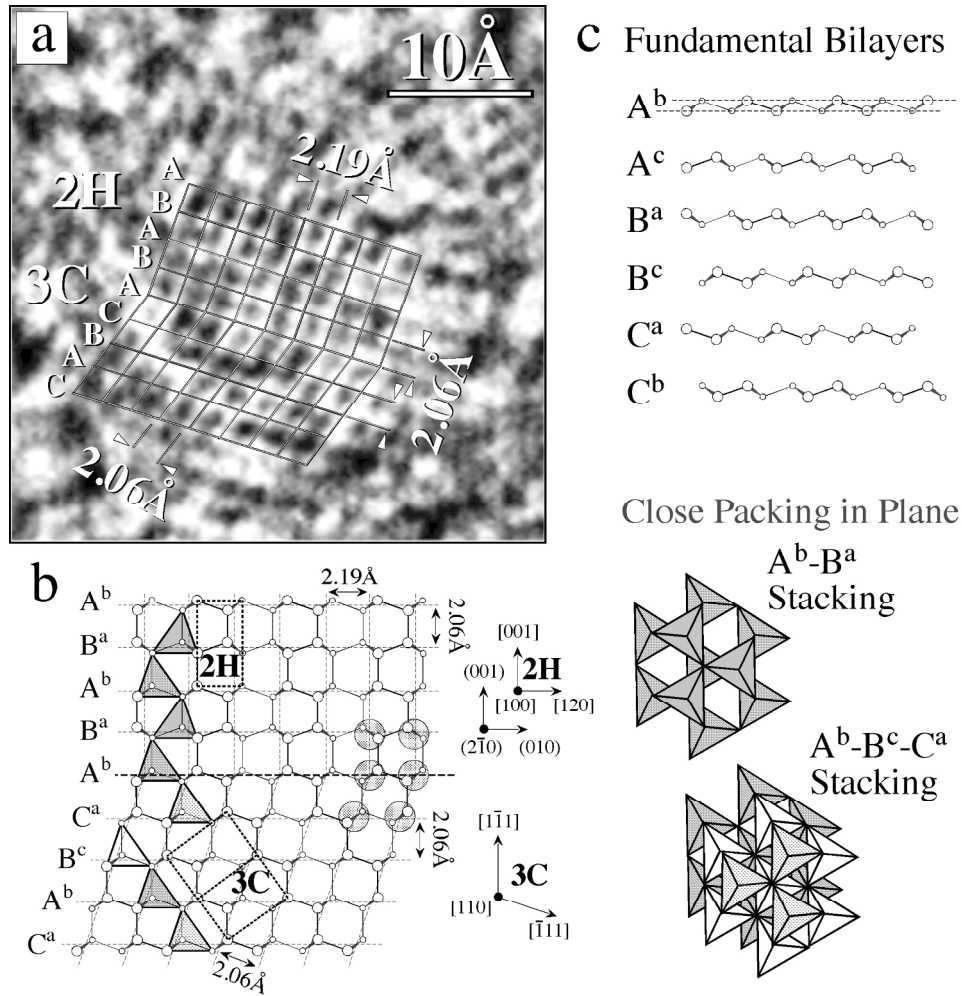 a
10Å
2.19Å
2H
A
B
A
B
3C
A
C
B
A
C
2.06Å
2.06Å
b
2.19Å
A^b
B^a
A^b
B^a
A^b
C^a
B^c
A^b
C^a
2H
2.06Å
3C
2.06Å
2.06Å
[001]
2H
(001)
[100]
[120]
(21̅0)
(010)
[11̅1]
3C
[110]
[1̅11]
c Fundamental Bilayers
A^b
A^c
B^a
B^c
C^a
C^b
Close Packing in Plane
A^b-B^a
Stacking
A^b-B^c-C^a
Stacking